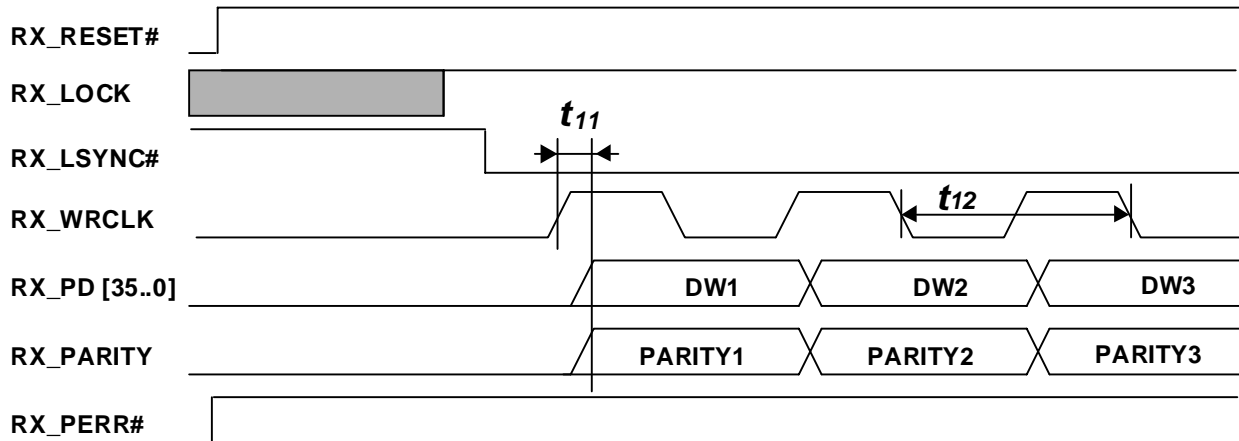 RX_RESET#
RX_LOCK
t11
RX_LSYNC#
RX_WRCLK
t12
RX_PD [35..0] DW1 DW2 DW3
RX_PARITY PARITY1 PARITY2 PARITY3
RX_PERR#